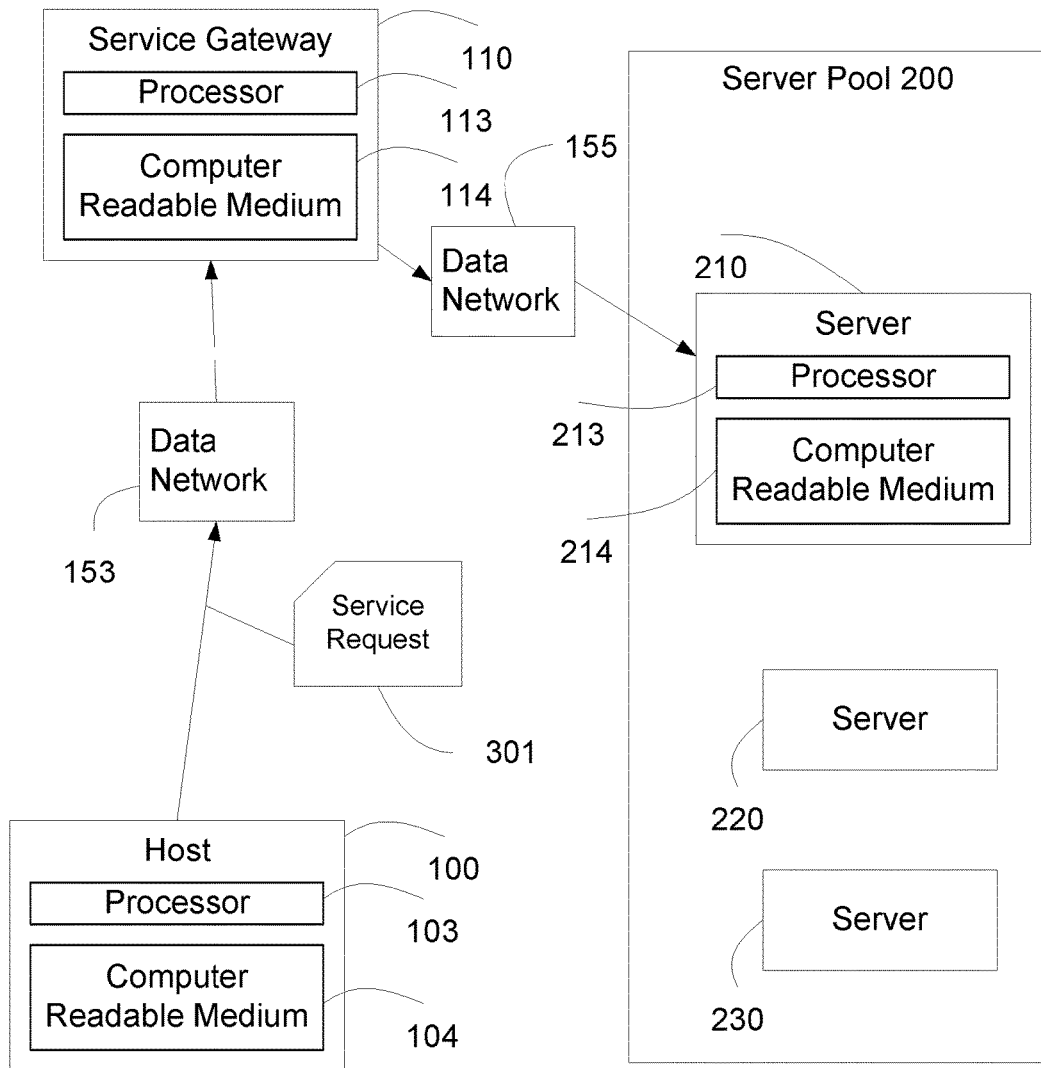 Service Gateway
110
Processor
113
Computer
Readable Medium
114
155
Data
Network
Server Pool 200
210
Server
Processor
213
Computer
Readable Medium
214
Data
Network
153
Service
Request
301
Server
220
Host
100
Processor
103
Computer
Readable Medium
104
Server
230